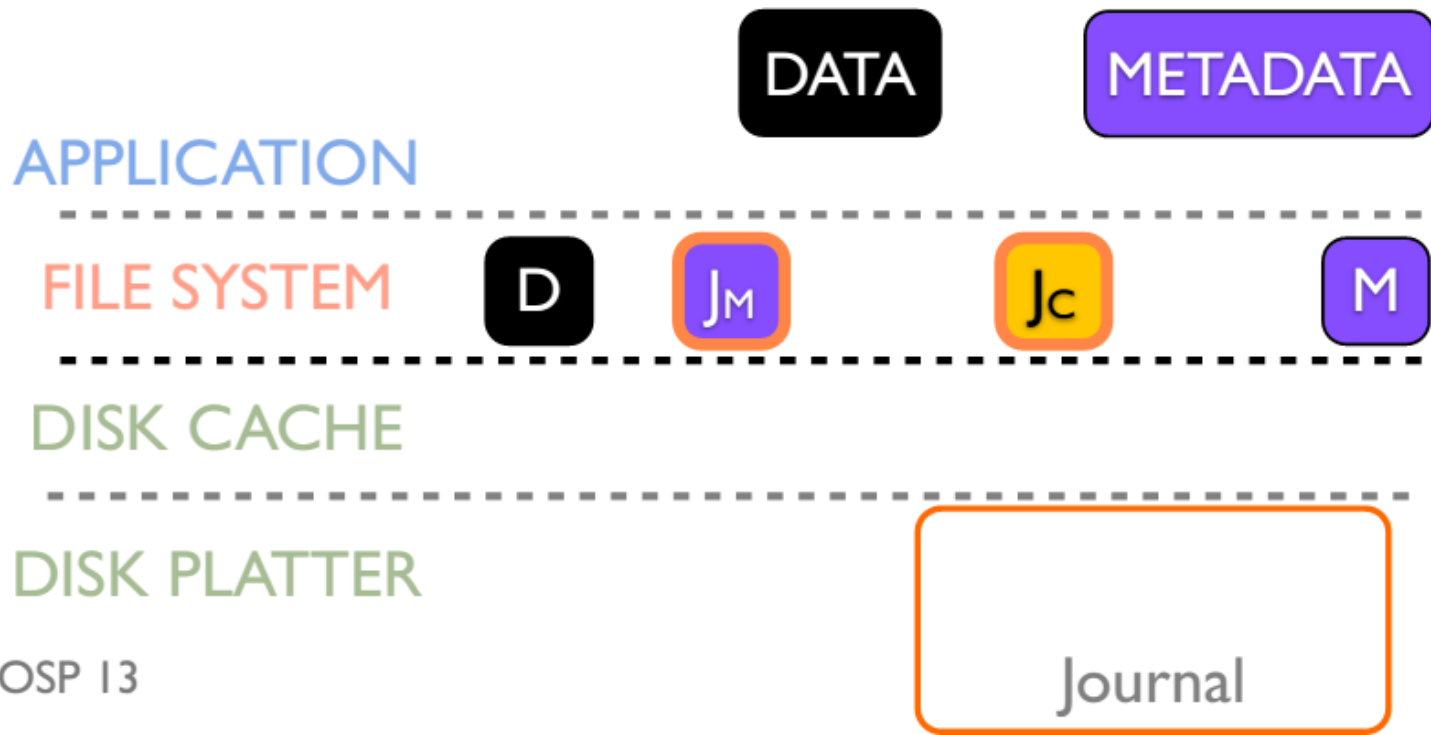 DATA METADATA
APPLICATION
FILE SYSTEM D JM JC M
DISK CACHE
DISK PLATTER
OSP 13
Journal